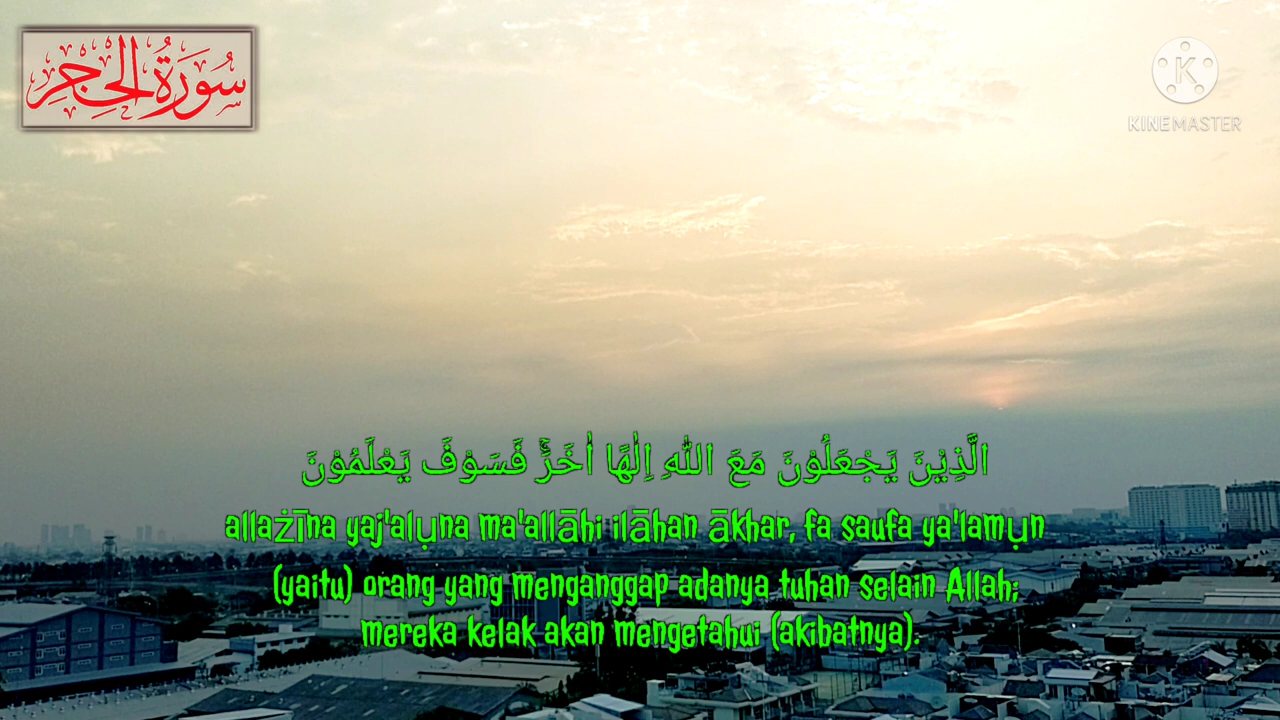 سُوْرَةُ الحِجرِ
K
KINEMASTER
الَّذِيْنَ يَجْعَلُوْنَ مَعَ اللّٰهِ اِلٰهًا اٰخَرَۚ فَسَوْفَ يَعْلَمُوْنَ
allażīna yaj'alụna ma'allāhi ilāhan ākhar, fa saufa ya'lamụn
(yaitu) orang yang menganggap adanya tuhan selain Allah;
mereka kelak akan mengetahui (akibatnya).